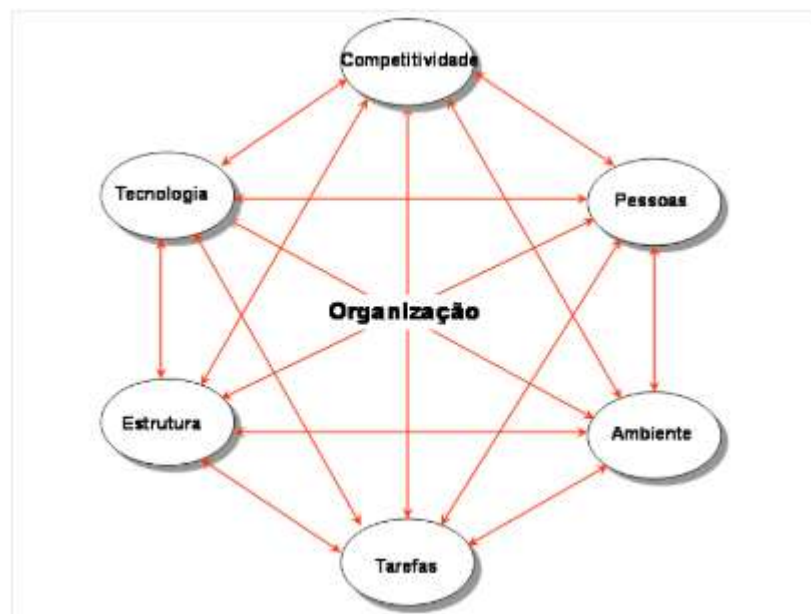 Competitividade
Tecnologia
Pessoas
Organização
Estrutura
Ambiente
Tarefas